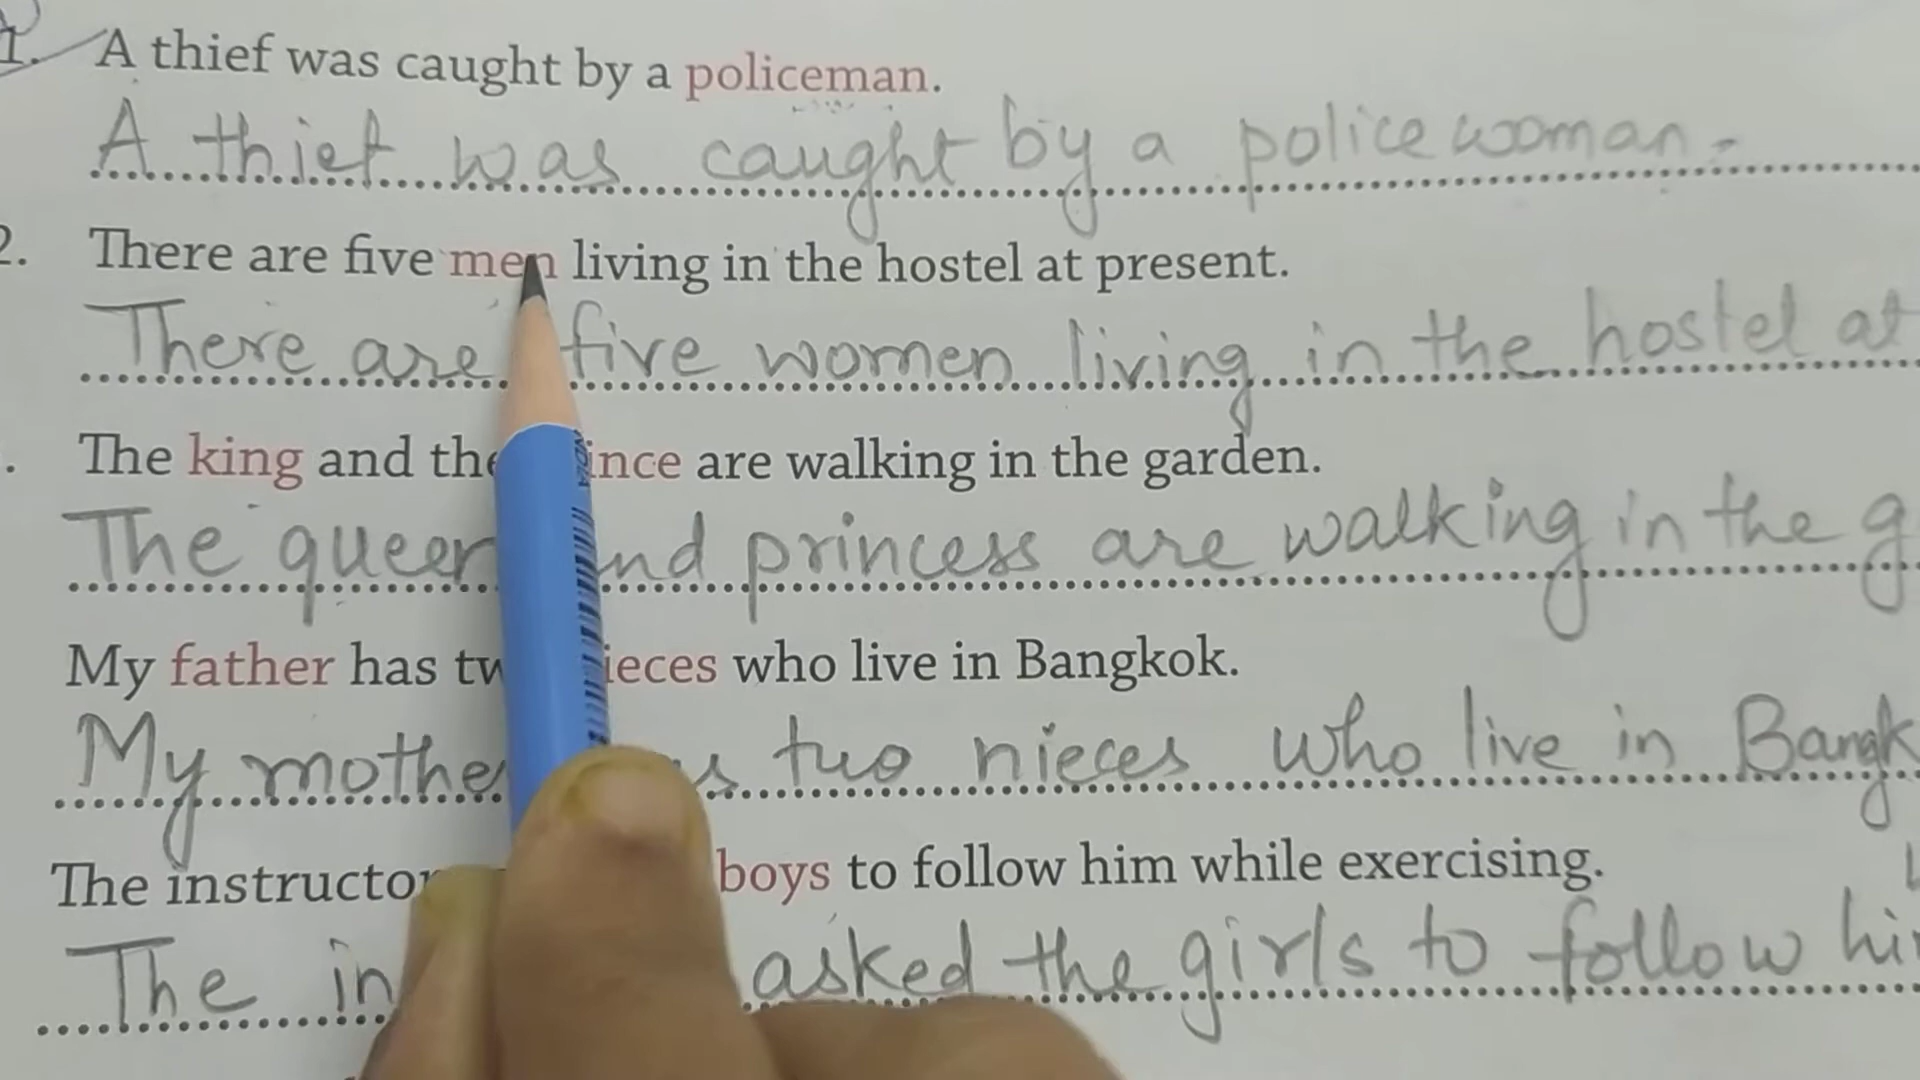 1. A thief was caught by a policeman.
A thief was caught by a policewoman.
2. There are five men living in the hostel at present.
There are five women living in the hostel at
. The king and the ince are walking in the garden.
The queen nd princess are walking in the g
My father has tw ieces who live in Bangkok.
My mothe s two nieces who live in Bangk
The instructor boys to follow him while exercising.
The in asked the girls to follow hi